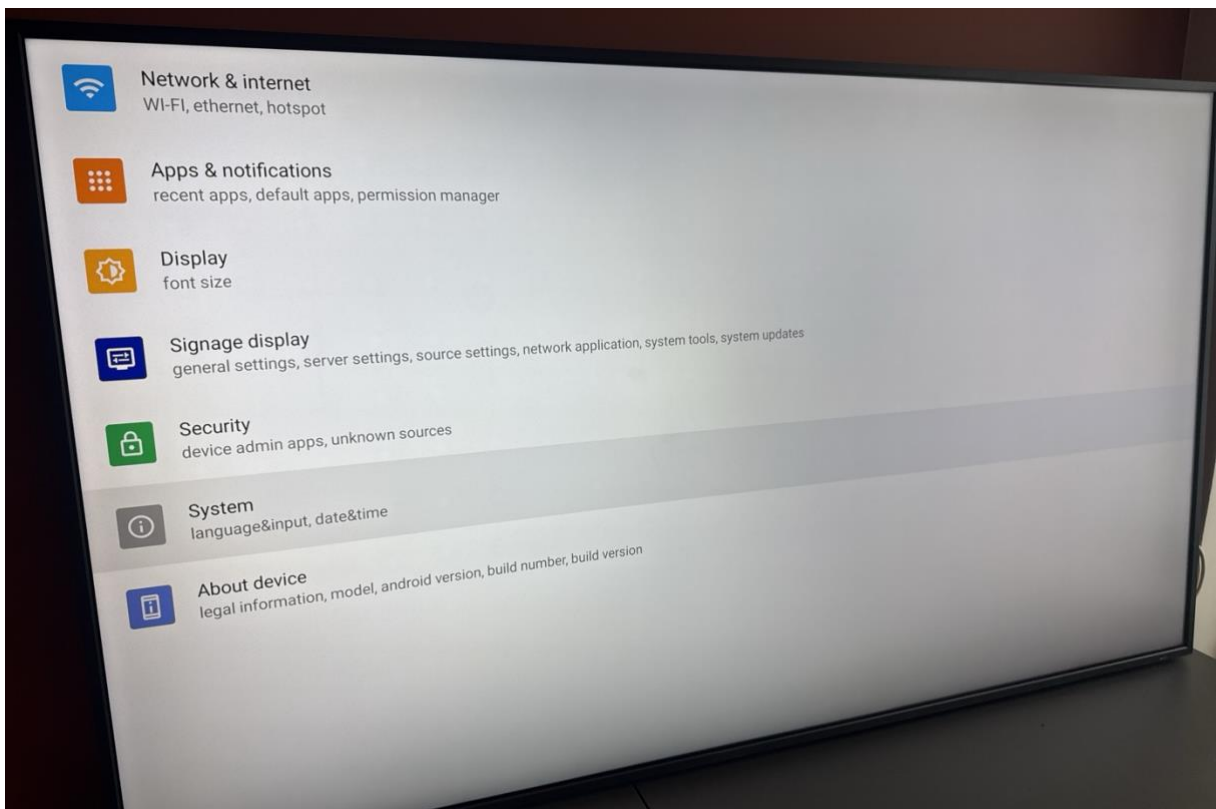 Network & internet
WI-FI, ethernet, hotspot
Apps & notifications
recent apps, default apps, permission manager
Display
font size
Signage display
general settings, server settings, source settings, network application, system tools, system updates
Security
device admin apps, unknown sources
System
language&input, date&time
About device
legal information, model, android version, build number, build version